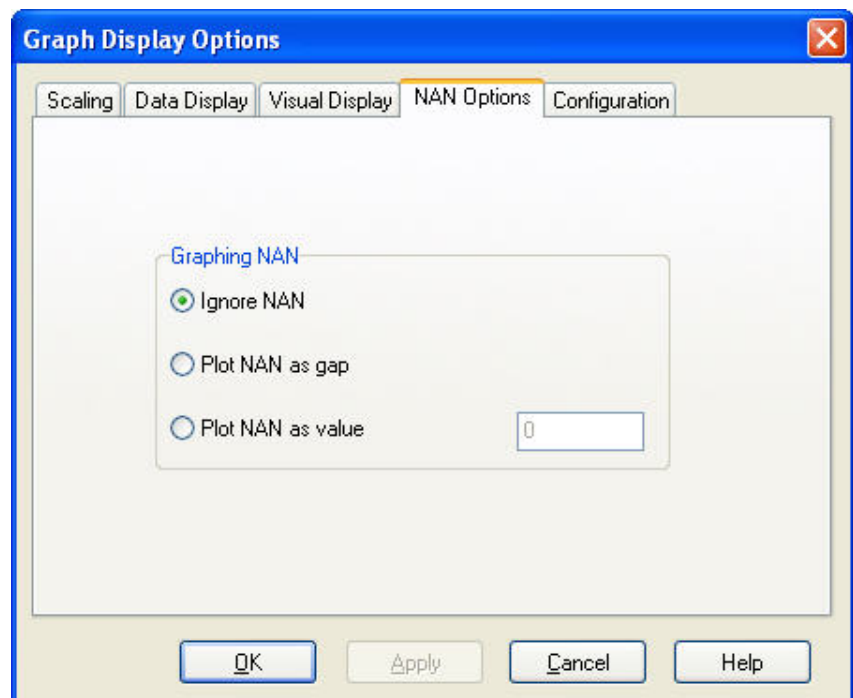 Graph Display Options
Scaling Data Display Visual Display NAN Options Configuration
Graphing NAN
Ignore NAN
Plot NAN as gap
Plot NAN as value 0
OK Apply Cancel Help